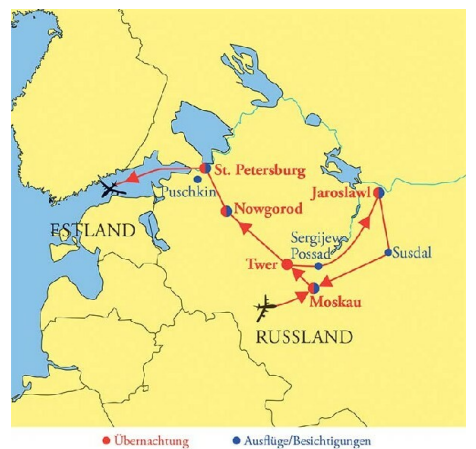 St. Petersburg
Puschkin
Jaroslawl
ESTLAND
Nowgorod
Sergijew
Possad
Susdal
Twer
Moskau
RUSSLAND
Übernachtung
Ausflüge/Besichtigungen